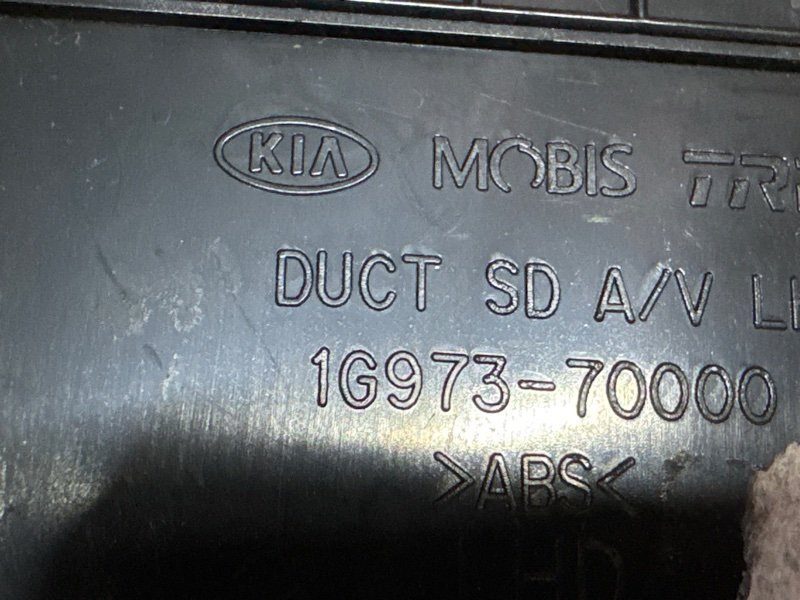 KIA MOBIS
DUCT SD A/V
1G973-70000
>ABS<